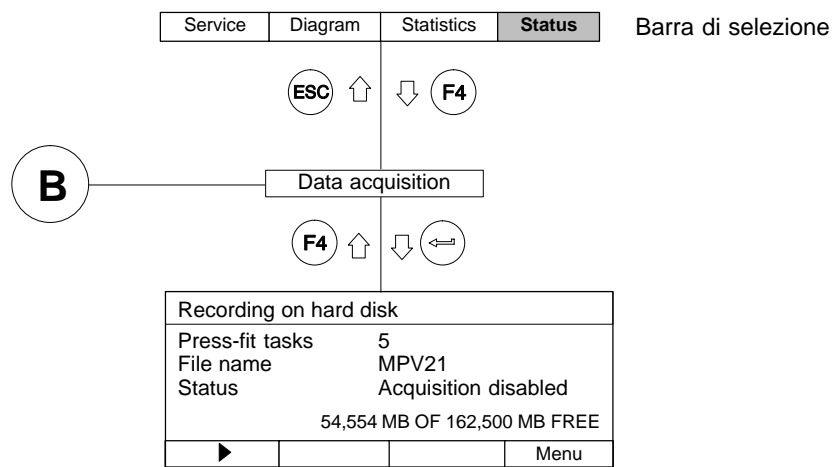 Service Diagram Statistics Status Barra di selezione
ESC F4
B Data acquisition
F4
Recording on hard disk
Press-fit tasks 5
File name MPV21
Status Acquisition disabled
54,554 MB OF 162,500 MB FREE
Menu